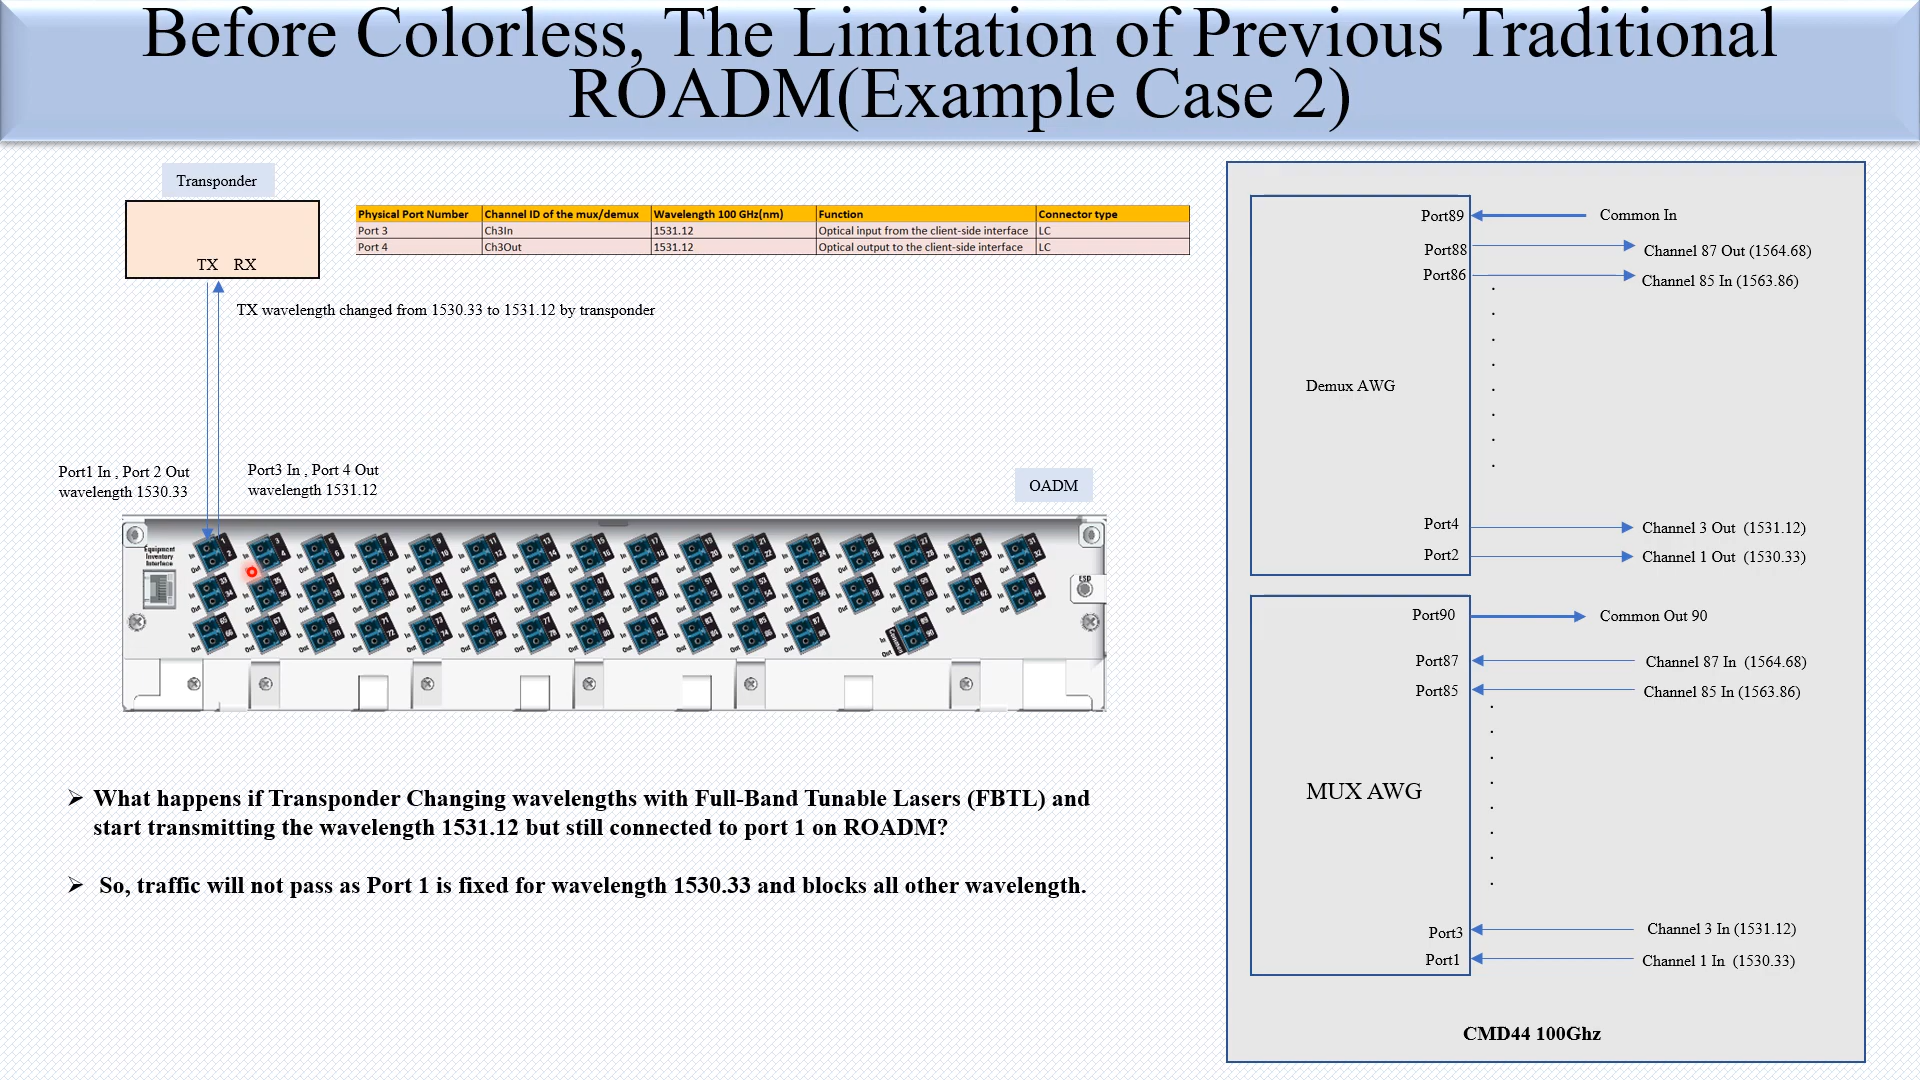 Before Colorless, The Limitation of Previous Traditional
ROADM(Example Case 2)
Transponder
TX RX
Physical Port Number Channel ID of the mux/demux Wavelength 100 GHz(nm) Function Connector type
Port 3 Ch3In 1531.12 Optical input from the client-side interface LC
Port 4 Ch3Out 1531.12 Optical output to the client-side interface LC
TX wavelength changed from 1530.33 to 1531.12 by transponder
Port1 In , Port 2 Out
wavelength 1530.33
Port3 In , Port 4 Out
wavelength 1531.12
OADM
Equipment
Inventory
Interface
ESD
What happens if Transponder Changing wavelengths with Full-Band Tunable Lasers (FBTL) and
start transmitting the wavelength 1531.12 but still connected to port 1 on ROADM?
So, traffic will not pass as Port 1 is fixed for wavelength 1530.33 and blocks all other wavelength.
Port89 Common In
Port88 Channel 87 Out (1564.68)
Port86 Channel 85 In (1563.86)
Demux AWG
Port4 Channel 3 Out (1531.12)
Port2 Channel 1 Out (1530.33)
Port90 Common Out 90
Port87 Channel 87 In (1564.68)
Port85 Channel 85 In (1563.86)
MUX AWG
Port3 Channel 3 In (1531.12)
Port1 Channel 1 In (1530.33)
CMD44 100Ghz